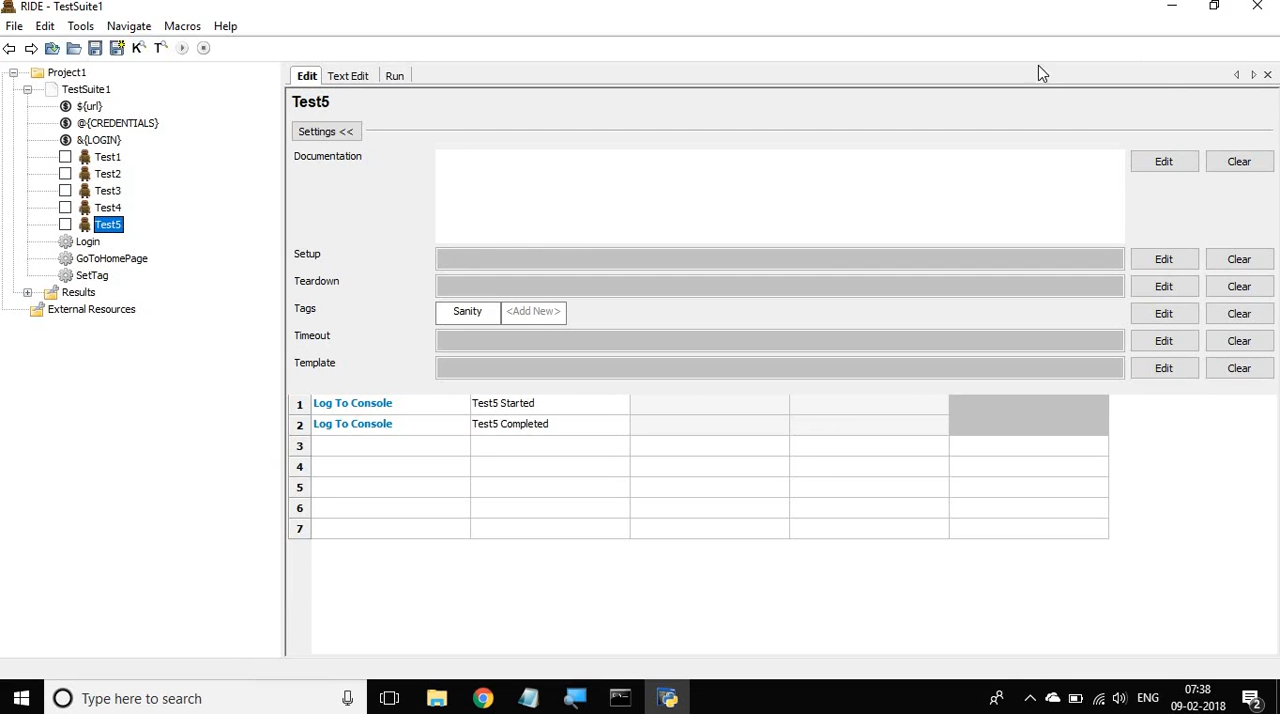 RIDE - TestSuite1
File Edit Tools Navigate Macros Help
Project1
TestSuite1
${url}
@{CREDENTIALS}
&{LOGIN}
Test1
Test2
Test3
Test4
Test5
Login
GoToHomePage
SetTag
Results
External Resources
Edit Text Edit Run
Test5
Settings <<
Documentation Edit Clear
Setup Edit Clear
Teardown Edit Clear
Tags Sanity <Add New> Edit Clear
Timeout Edit Clear
Template Edit Clear
1 Log To Console Test5 Started
2 Log To Console Test5 Completed
3
4
5
6
7
Type here to search
ENG
07:38
09-02-2018
2